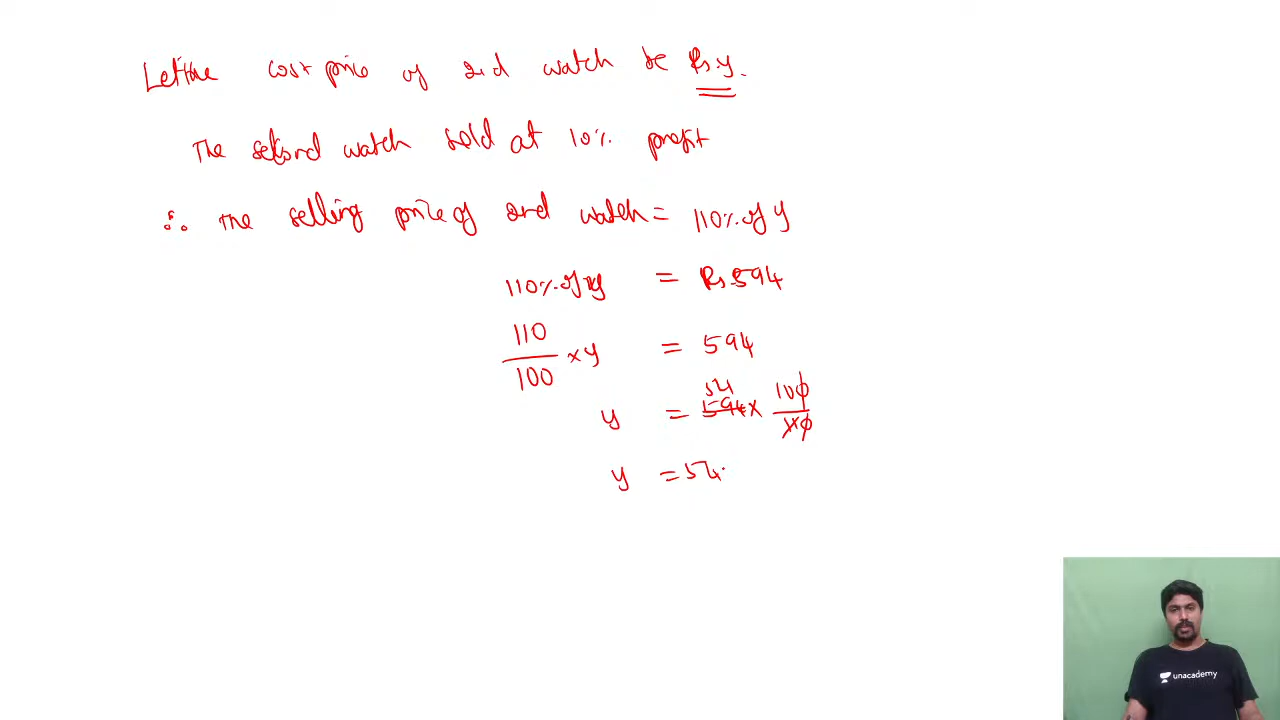 Let the cost price of 2nd watch be Rs.y.
The second watch sold at 10% profit
∴ The selling price of 2nd watch = 110% of y
110% of y = Rs.594
110/100 × y = 594
54
y = 594 × 100/110
y = 54
unacademy